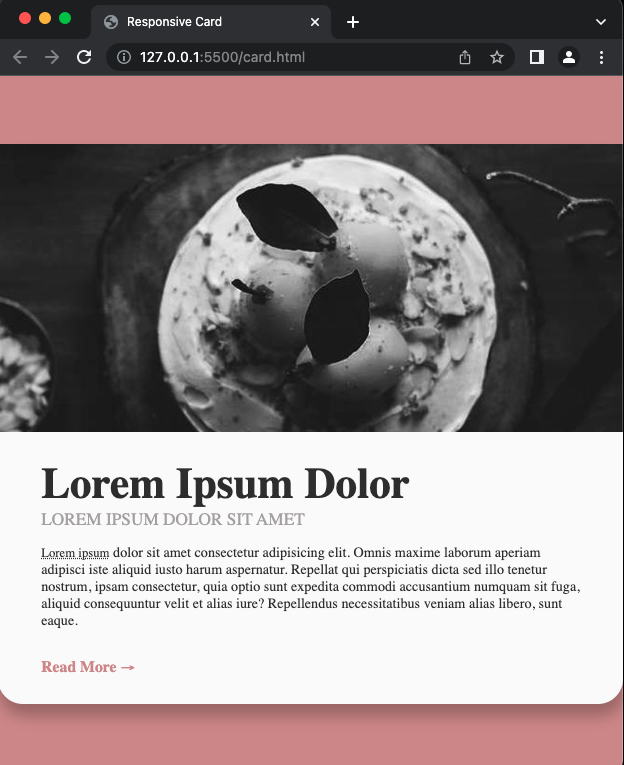 Responsive Card
127.0.0.1:5500/card.html
Lorem Ipsum Dolor
LOREM IPSUM DOLOR SIT AMET
Lorem ipsum dolor sit amet consectetur adipisicing elit. Omnis maxime laborum aperiam
adipisci iste aliquid iusto harum aspernatur. Repellat qui perspiciatis dicta sed illo tenetur
nostrum, ipsam consectetur, quia optio sunt expedita commodi accusantium numquam sit fuga,
aliquid consequuntur velit et alias iure? Repellendus necessitatibus veniam alias libero, sunt
eaque.
Read More →